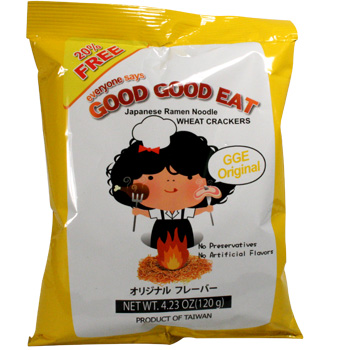 20%
FREE
everyone says
GOOD GOOD EAT
Japanese Ramen Noodle
WHEAT CRACKERS
GGE
Original
No Preservatives
No Artificial Flavors
オリジナル フレーバー
NET WT. 4.23 OZ (120 g)
PRODUCT OF TAIWAN